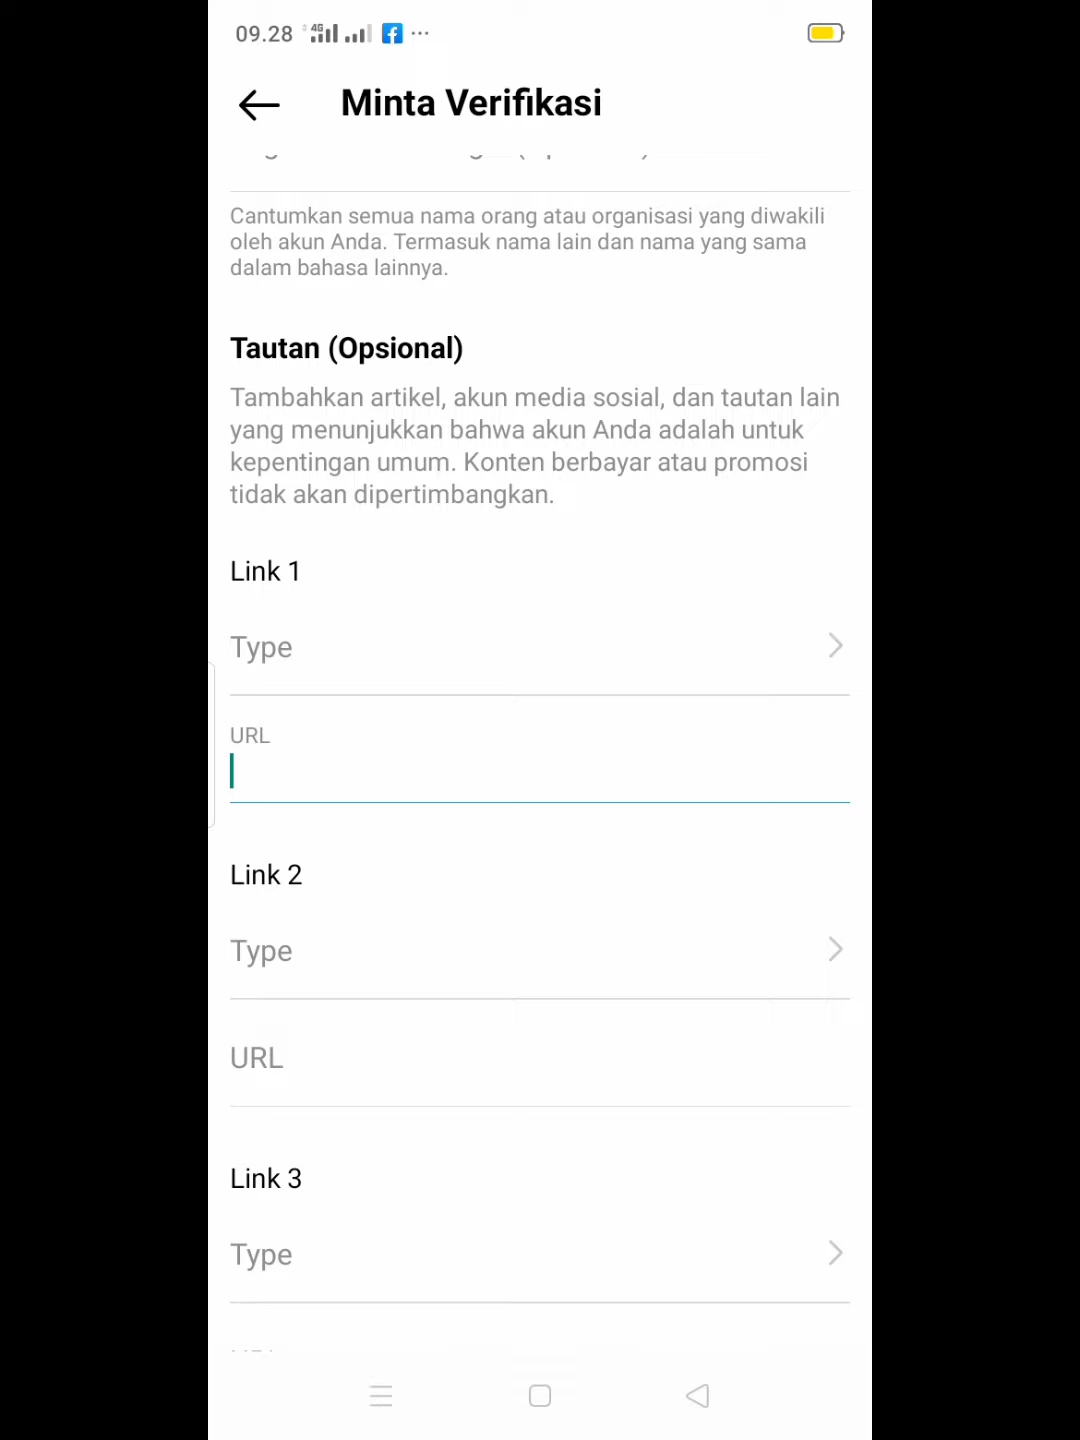 09.28 4G
Minta Verifikasi
Cantumkan semua nama orang atau organisasi yang diwakili
oleh akun Anda. Termasuk nama lain dan nama yang sama
dalam bahasa lainnya.
Tautan (Opsional)
Tambahkan artikel, akun media sosial, dan tautan lain
yang menunjukkan bahwa akun Anda adalah untuk
kepentingan umum. Konten berbayar atau promosi
tidak akan dipertimbangkan.
Link 1
Type
URL
Link 2
Type
URL
Link 3
Type